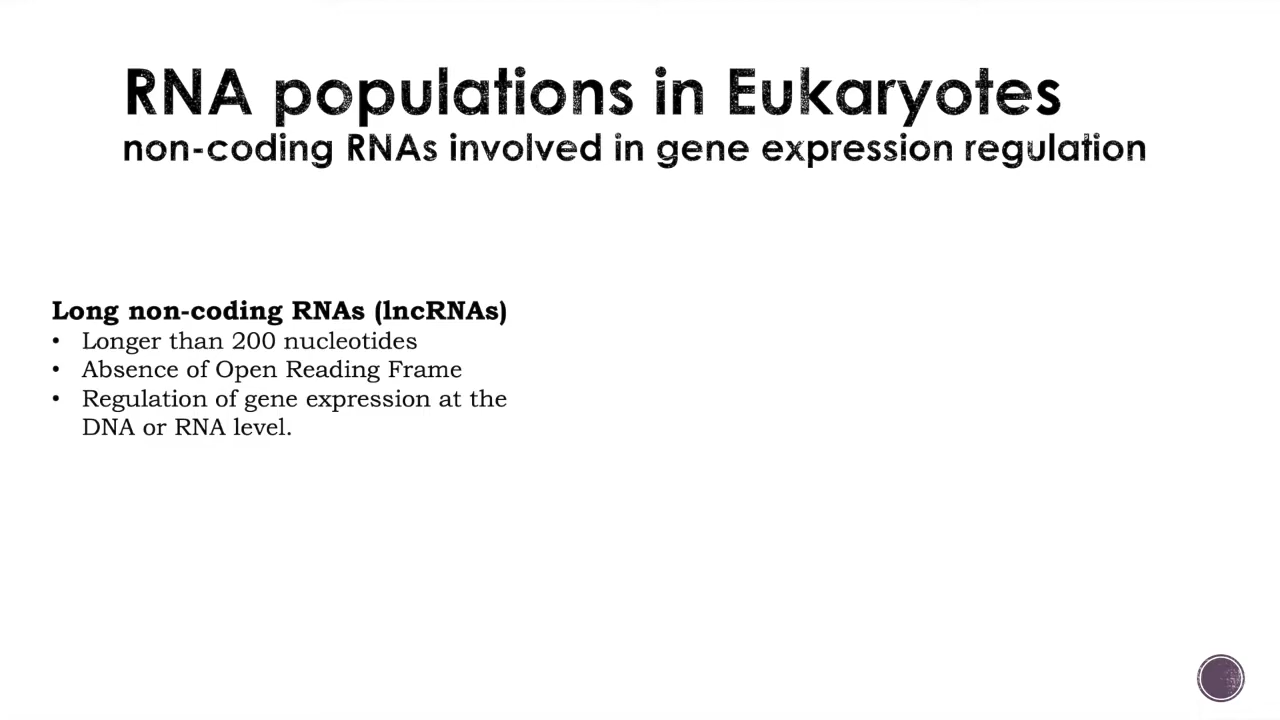 RNA populations in Eukaryotes
non-coding RNAs involved in gene expression regulation
Long non-coding RNAs (lncRNAs)
• Longer than 200 nucleotides
• Absence of Open Reading Frame
• Regulation of gene expression at the
DNA or RNA level.